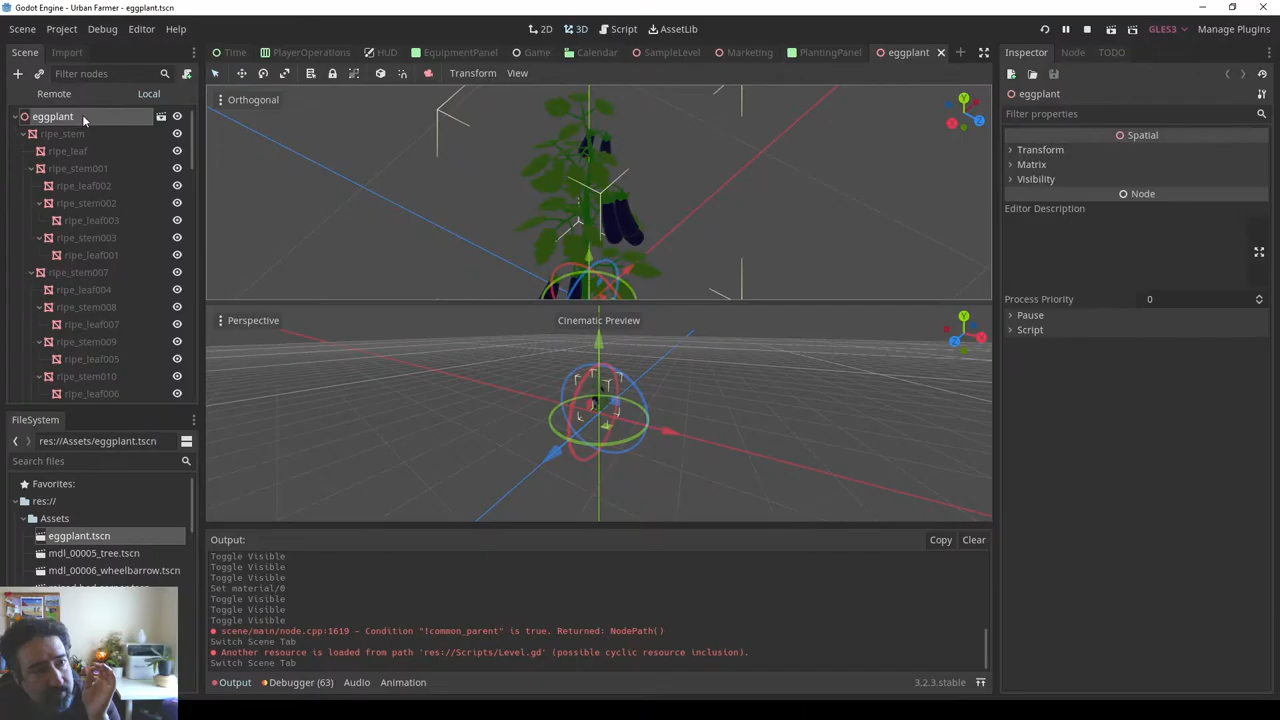 Godot Engine - Urban Farmer - eggplant.tscn
Scene Project Debug Editor Help
2D 3D Script AssetLib
GLES3 Manage Plugins
Scene Import
Time PlayerOperations HUD EquipmentPanel Game Calendar SampleLevel Marketing PlantingPanel eggplant
Inspector Node TODO
Filter nodes
Transform View
Remote Local
eggplant
ripe_stem
ripe_leaf
ripe_stem001
ripe_leaf002
ripe_stem002
ripe_leaf003
ripe_stem003
ripe_leaf001
ripe_stem007
ripe_leaf004
ripe_stem008
ripe_leaf007
ripe_stem009
ripe_leaf005
ripe_stem010
ripe_leaf006
Orthogonal
Y
X
Z
Perspective
Cinematic Preview
Y
X
Z
eggplant
Filter properties
Spatial
Transform
Matrix
Visibility
Node
Editor Description
Process Priority 0
Pause
Script
FileSystem
res://Assets/eggplant.tscn
Search files
Favorites:
res://
Assets
eggplant.tscn
mdl_00005_tree.tscn
mdl_00006_wheelbarrow.tscn
Output:
Copy Clear
Toggle Visible
Toggle Visible
Toggle Visible
Set material/0
Toggle Visible
Toggle Visible
Toggle Visible
scene/main/node.cpp:1619 - Condition "!common_parent" is true. Returned: NodePath()
Switch Scene Tab
Another resource is loaded from path 'res://Scripts/Level.gd' (possible cyclic resource inclusion).
Switch Scene Tab
Output Debugger (63) Audio Animation
3.2.3.stable